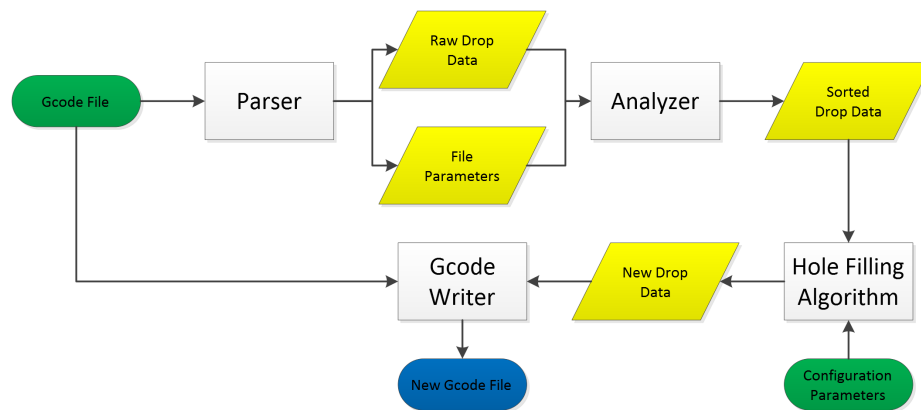 Raw Drop
Data
Gcode File
Parser
Analyzer
Sorted
Drop Data
File
Parameters
Gcode
Writer
New Drop
Data
Hole Filling
Algorithm
New Gcode File
Configuration
Parameters